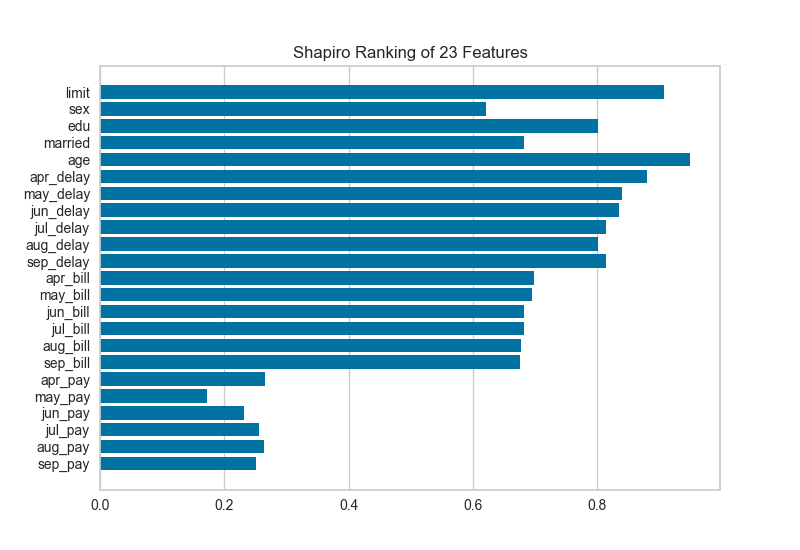 Shapiro Ranking of 23 Features
limit
sex
edu
married
age
apr_delay
may_delay
jun_delay
jul_delay
aug_delay
sep_delay
apr_bill
may_bill
jun_bill
jul_bill
aug_bill
sep_bill
apr_pay
may_pay
jun_pay
jul_pay
aug_pay
sep_pay
0.0 0.2 0.4 0.6 0.8